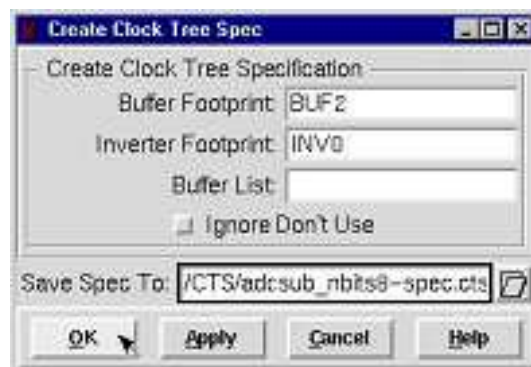 Create Clock Tree Spec
Create Clock Tree Specification
Buffer Footprint: BUF2
Inverter Footprint: INV0
Buffer List:
Ignore Don't Use
Save Spec To: /CTS/adcsub_nbits8-spec.cts
OK Apply Cancel Help